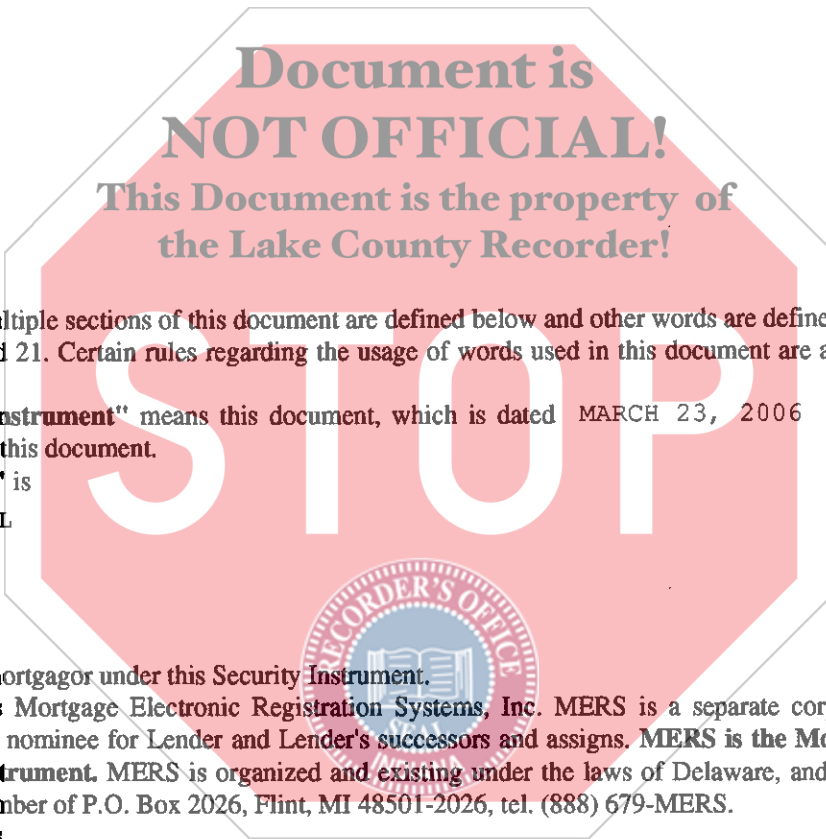 Document is
NOT OFFICIAL!
This Document is the property of
the Lake County Recorder!
ltiple sections of this document are defined below and other words are define
21. Certain rules regarding the usage of words used in this document are a
nstrument" means this document, which is dated MARCH 23, 2006
this document.
" is
L
STOP
RECORDER'S OFFICE
SEAL
INDIANA
ortgagor under this Security Instrument.
Mortgage Electronic Registration Systems, Inc. MERS is a separate cor
nominee for Lender and Lender's successors and assigns. MERS is the Mo
trument. MERS is organized and existing under the laws of Delaware, and
nber of P.O. Box 2026, Flint, MI 48501-2026, tel. (888) 679-MERS.